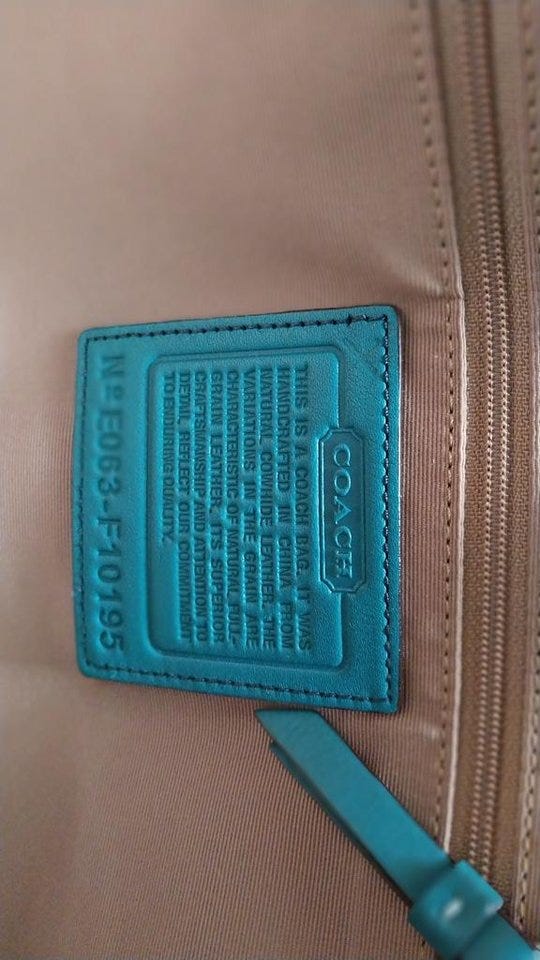 COACH
THIS IS A COACH BAG. IT WAS
HANDCRAFTED IN CHINA FROM
NATURAL COWHIDE LEATHER. THE
VARIATIONS IN THE GRAIN ARE
CHARACTERISTIC OF NATURAL FULL-
GRAIN LEATHER. ITS SUPERIOR
CRAFTSMANSHIP AND ATTENTION TO
DETAIL REFLECT OUR COMMITMENT
TO ENDURING QUALITY.
Nº E063-F10195